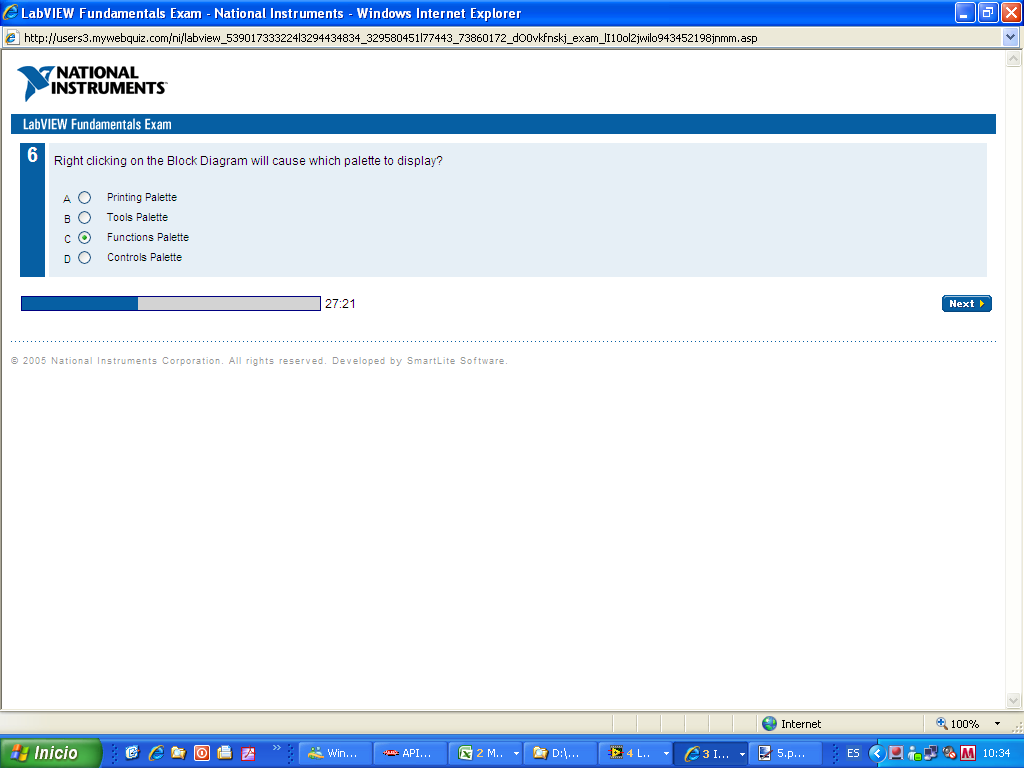 LabVIEW Fundamentals Exam - National Instruments - Windows Internet Explorer
http://users3.mywebquiz.com/ni/labview_539017333224l3294434834_329580451l77443_73860172_dO0vkfnskj_exam_lI10ol2jwilo943452198jnmm.asp
NATIONAL
INSTRUMENTS
LabVIEW Fundamentals Exam
6 Right clicking on the Block Diagram will cause which palette to display?
A Printing Palette
B Tools Palette
C Functions Palette
D Controls Palette
27:21 Next
© 2005 National Instruments Corporation. All rights reserved. Developed by SmartLite Software.
Internet 100%
Inicio Win... API... 2 M... D:\... 4 L... 3 I... 5.p... ES 10:34